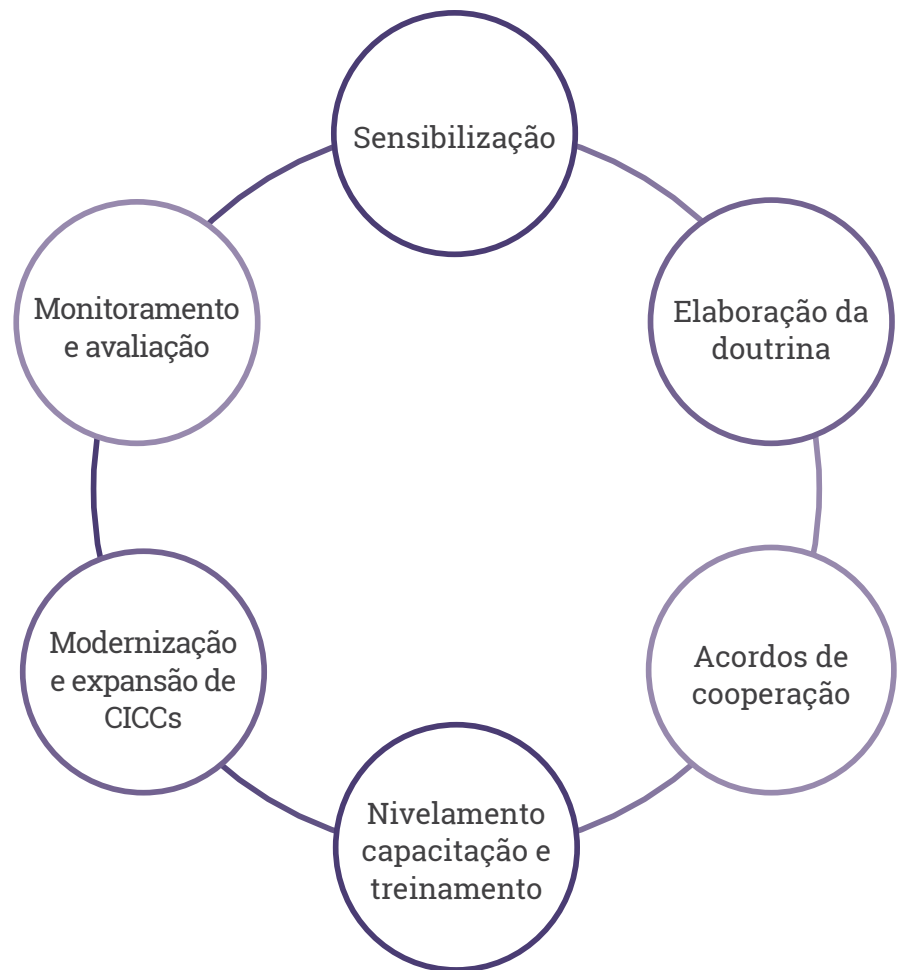 Sensibilização
Elaboração da
doutrina
Acordos de
cooperação
Nivelamento
capacitação e
treinamento
Modernização
e expansão de
CICCs
Monitoramento
e avaliação